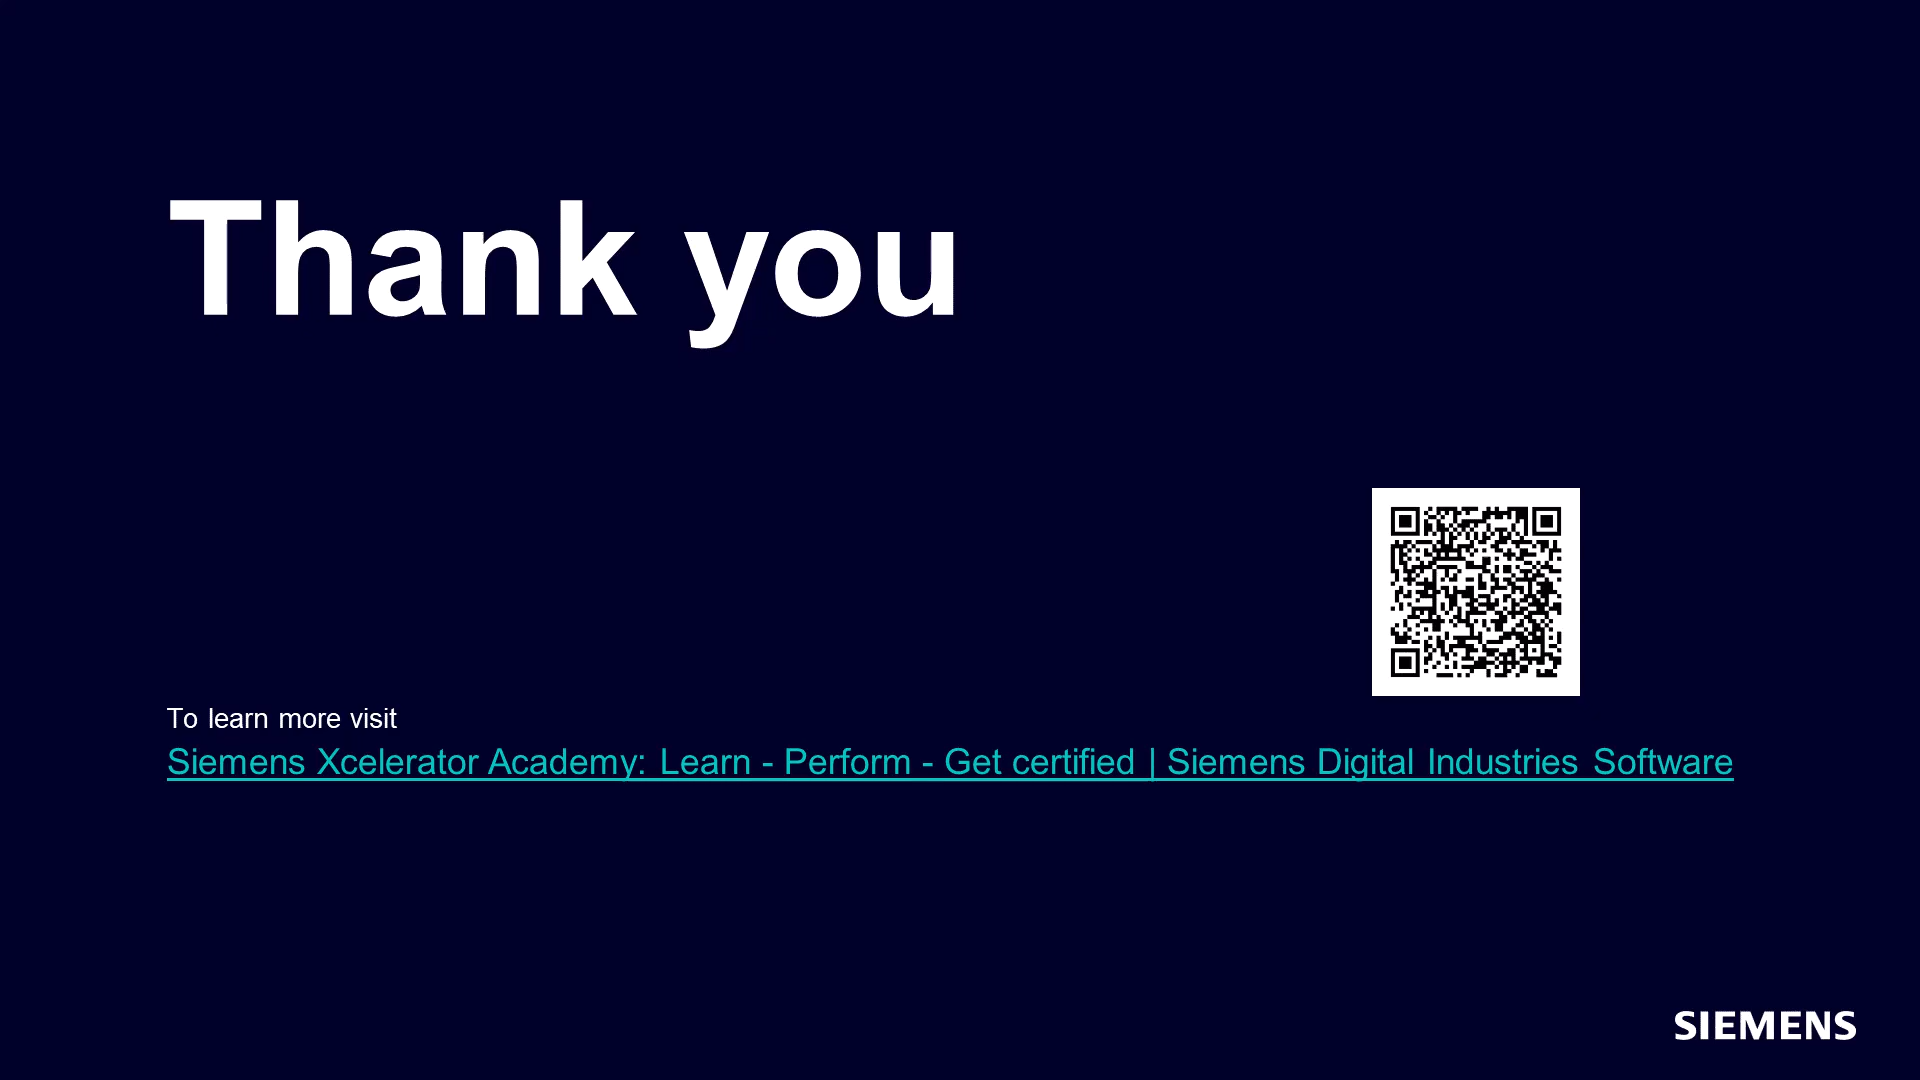 Thank you
To learn more visit
Siemens Xcelerator Academy: Learn - Perform - Get certified | Siemens Digital Industries Software
SIEMENS